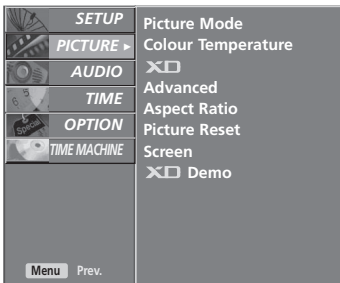 SETUP
PICTURE ►
AUDIO
TIME
OPTION
Special
TIME MACHINE
Picture Mode
Colour Temperature
XD
Advanced
Aspect Ratio
Picture Reset
Screen
XD Demo
Menu Prev.